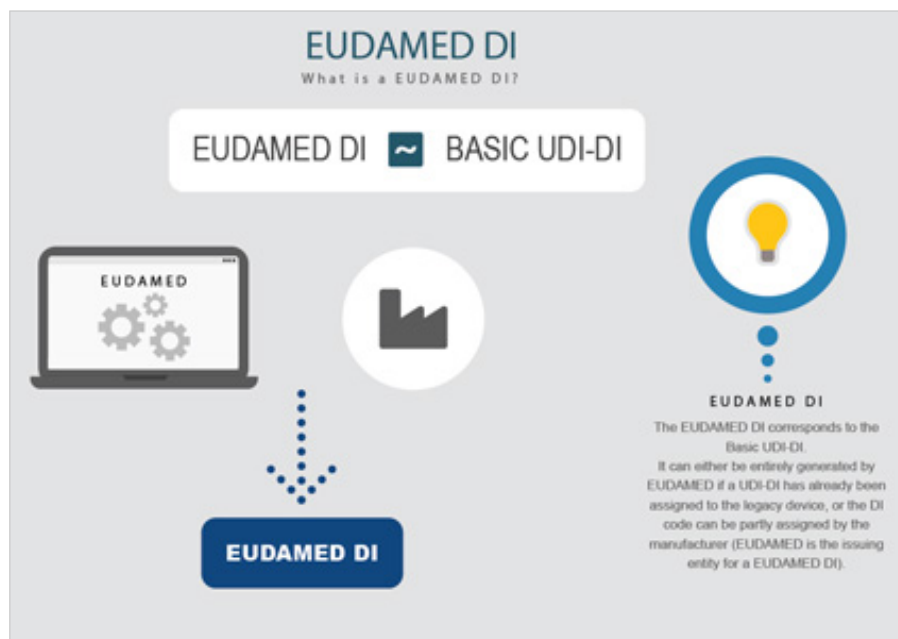 EUDAMED DI
What is a EUDAMED DI?
EUDAMED DI ~ BASIC UDI-DI
EUDAMED
EUDAMED DI
EUDAMED DI
The EUDAMED DI corresponds to the
Basic UDI-DI.
It can either be entirely generated by
EUDAMED if a UDI-DI has already been
assigned to the legacy device, or the DI
code can be partly assigned by the
manufacturer (EUDAMED is the issuing
entity for a EUDAMED DI).